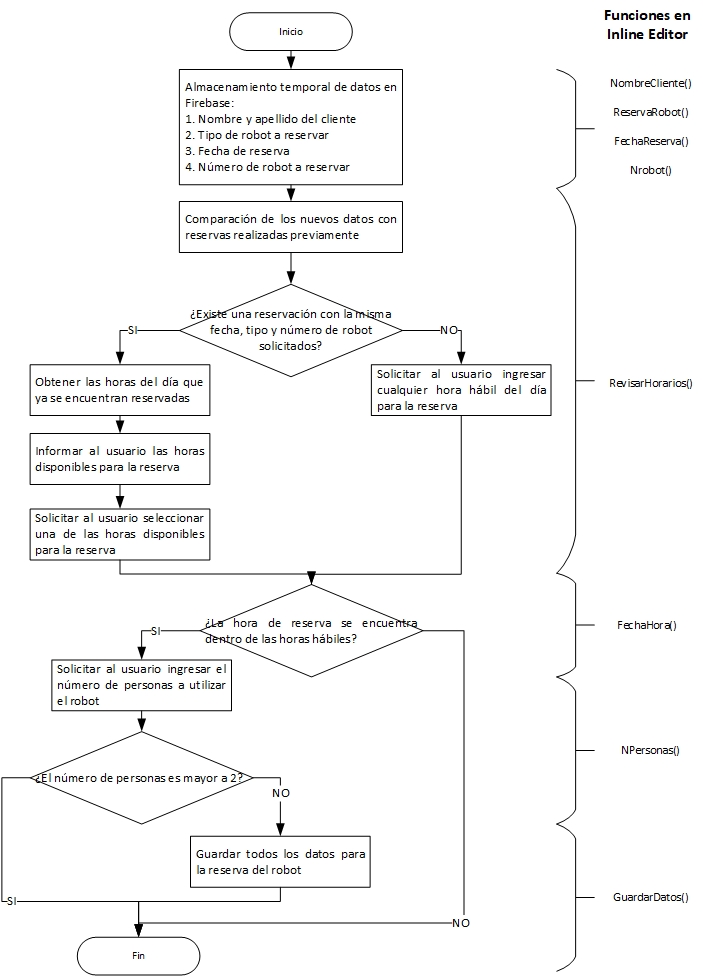 Funciones en
Inline Editor
Inicio
Almacenamiento temporal de datos en
Firebase:
1. Nombre y apellido del cliente
2. Tipo de robot a reservar
3. Fecha de reserva
4. Número de robot a reservar
NombreCliente()
ReservaRobot()
FechaReserva()
Nrobot()
Comparación de los nuevos datos con
reservas realizadas previamente
¿Existe una reservación con la misma
fecha, tipo y número de robot
solicitados?
SI
NO
Obtener las horas del día que
ya se encuentran reservadas
Solicitar al usuario ingresar
cualquier hora hábil del día
para la reserva
RevisarHorarios()
Informar al usuario las horas
disponibles para la reserva
Solicitar al usuario seleccionar
una de las horas disponibles
para la reserva
¿La hora de reserva se encuentra
dentro de las horas hábiles?
FechaHora()
SI
Solicitar al usuario ingresar el
número de personas a utilizar
el robot
¿El número de personas es mayor a 2?
NPersonas()
NO
Guardar todos los datos para
la reserva del robot
GuardarDatos()
SI
NO
Fin